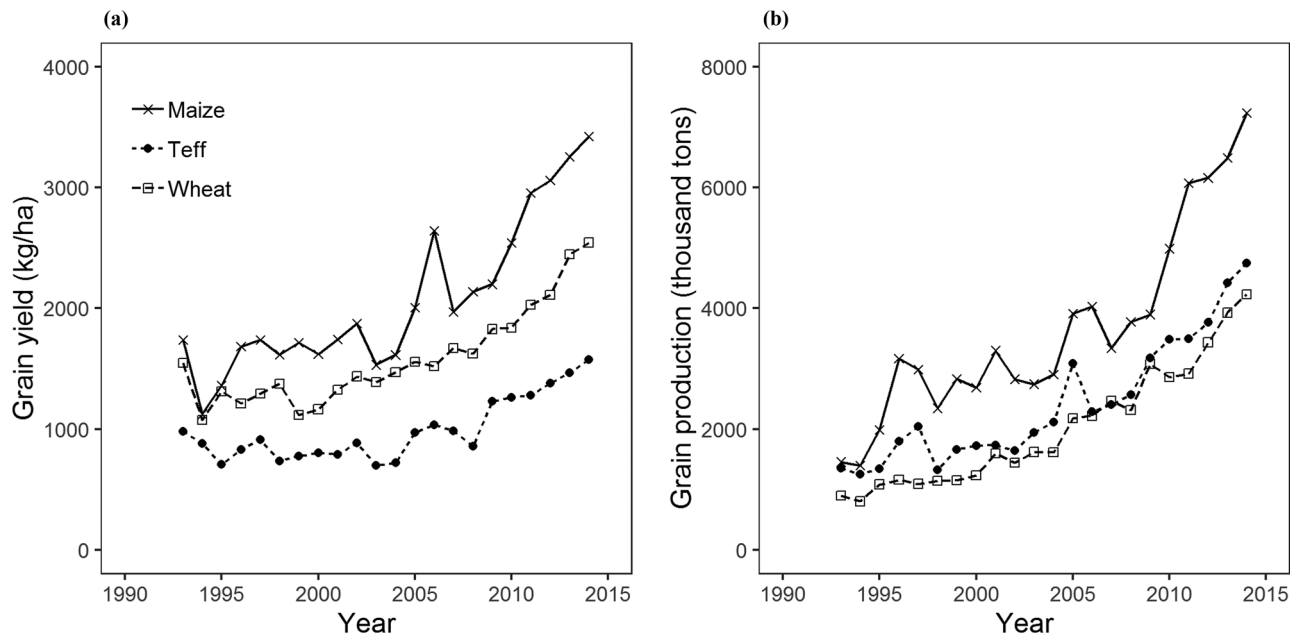 (a)
Grain yield (kg/ha)
4000
3000
2000
1000
0
Maize
Teff
Wheat
1990
1995
2000
2005
2010
2015
Year
(b)
Grain production (thousand tons)
8000
6000
4000
2000
0
1990
1995
2000
2005
2010
2015
Year